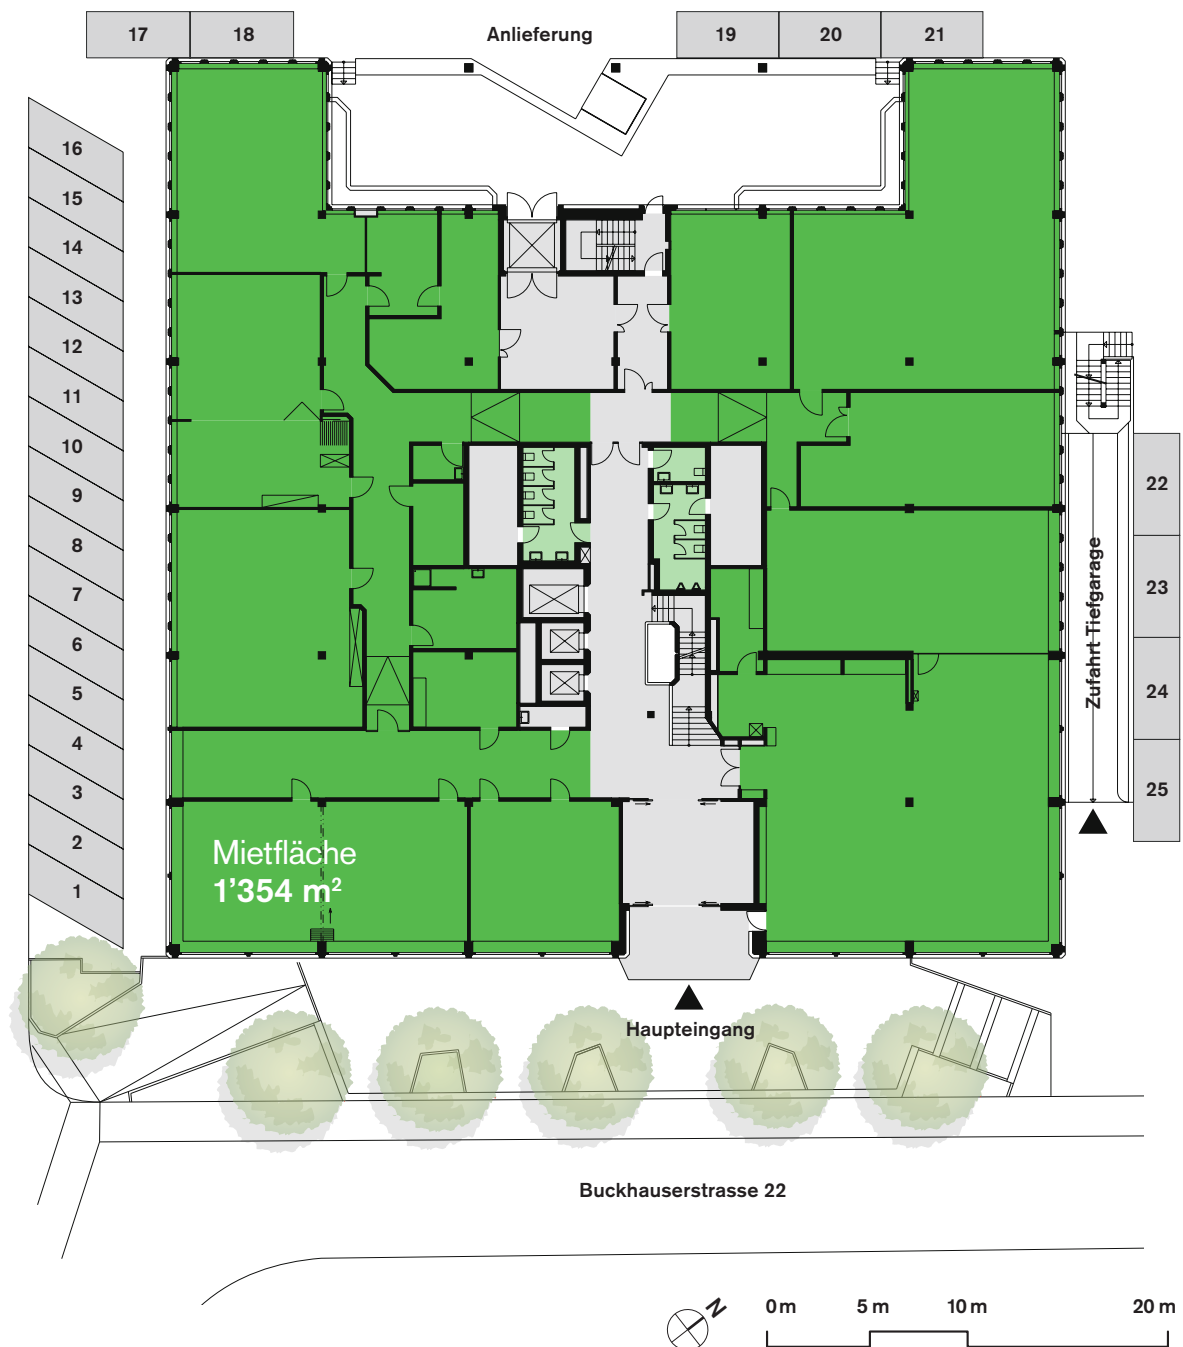 17
18
Anlieferung
19
20
21
16
15
14
13
12
11
10
9
8
7
6
5
4
3
2
1
22
23
24
25
Zufahrt Tiefgarage
Mietfläche
1’354 m²
Haupteingang
Buckhauserstrasse 22
N
0 m
5 m
10 m
20 m